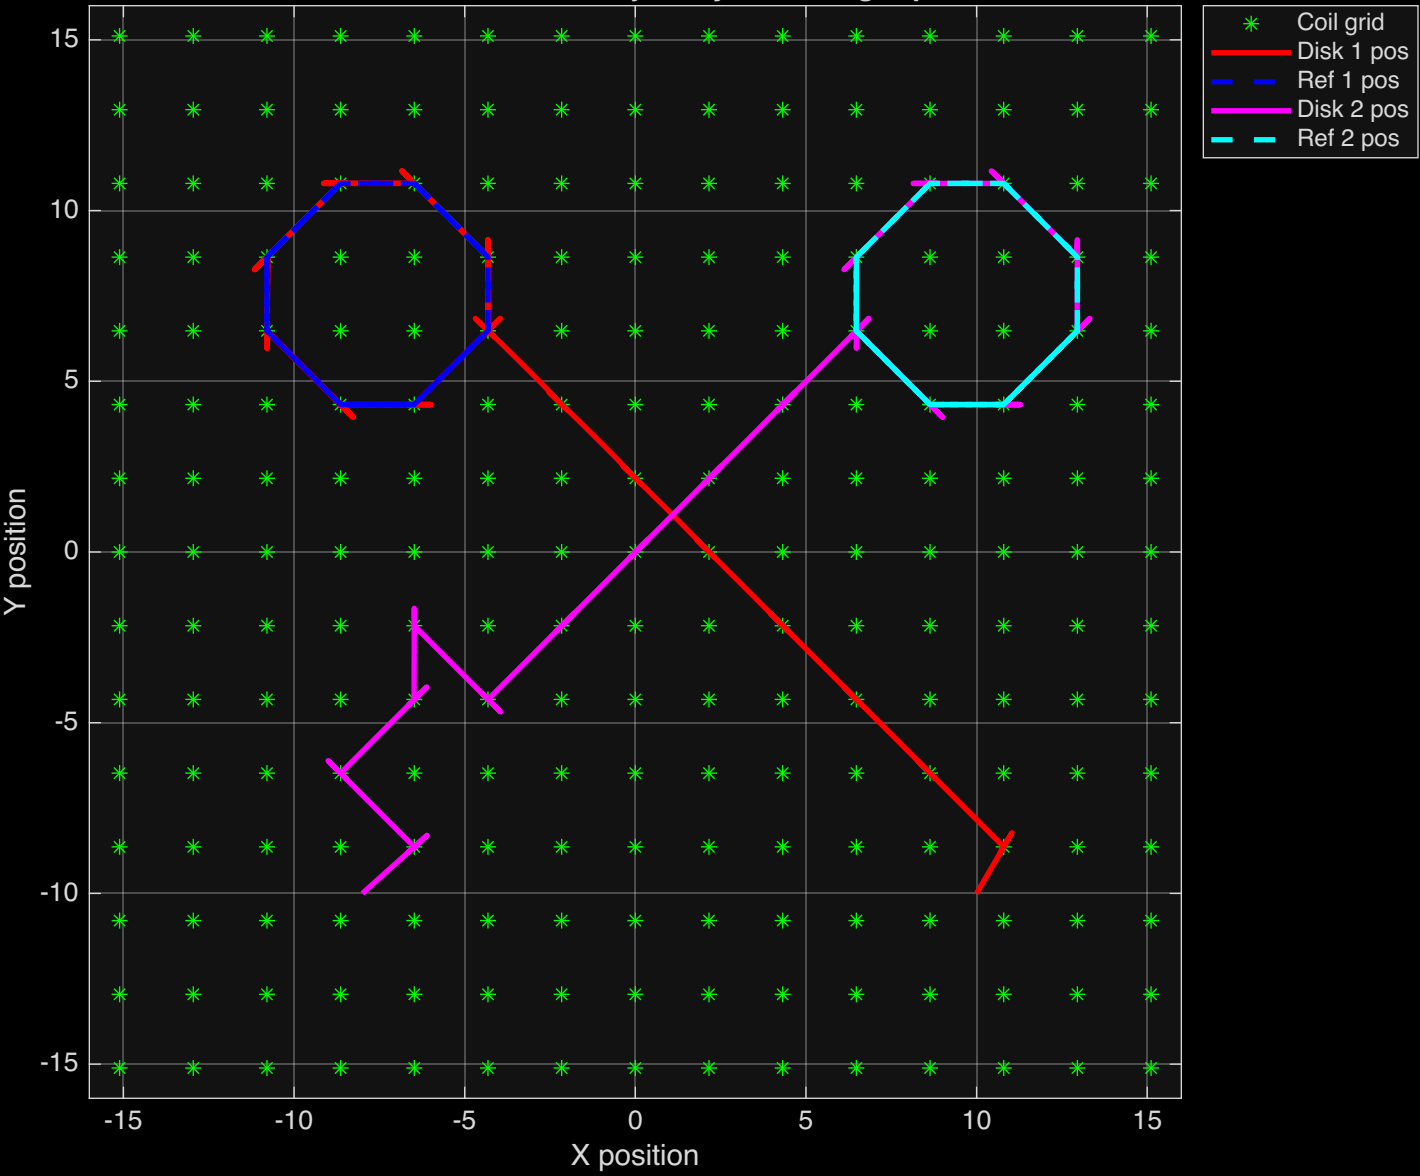 Coil grid
Disk 1 pos
Ref 1 pos
Disk 2 pos
Ref 2 pos
15
10
5
0
-5
-10
-15
Y position
-15 -10 -5 0 5 10 15
X position